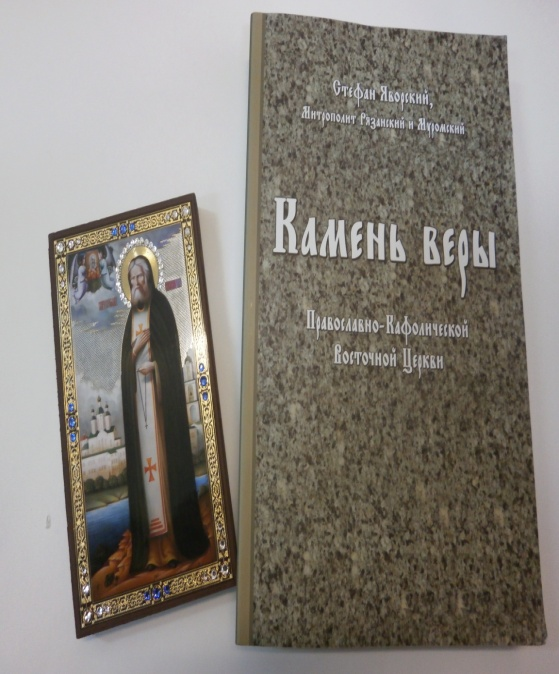 Стефан Яворский,
Митрополит Рязанский и Муромский
Камень веры
Православно-Кафолической
Восточной Церкви